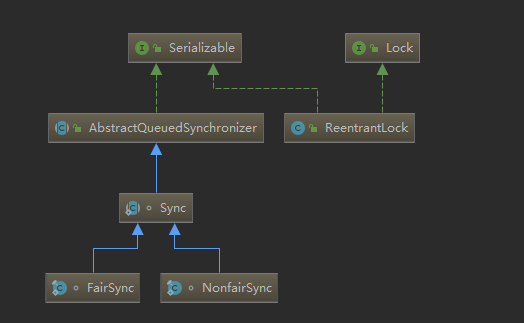 Serializable
Lock
AbstractQueuedSynchronizer
ReentrantLock
Sync
FairSync
NonfairSync